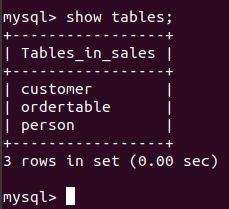 mysql> show tables;
+-----------------+
| Tables_in_sales |
+-----------------+
| customer        |
| ordertable      |
| person          |
+-----------------+
3 rows in set (0.00 sec)
mysql>